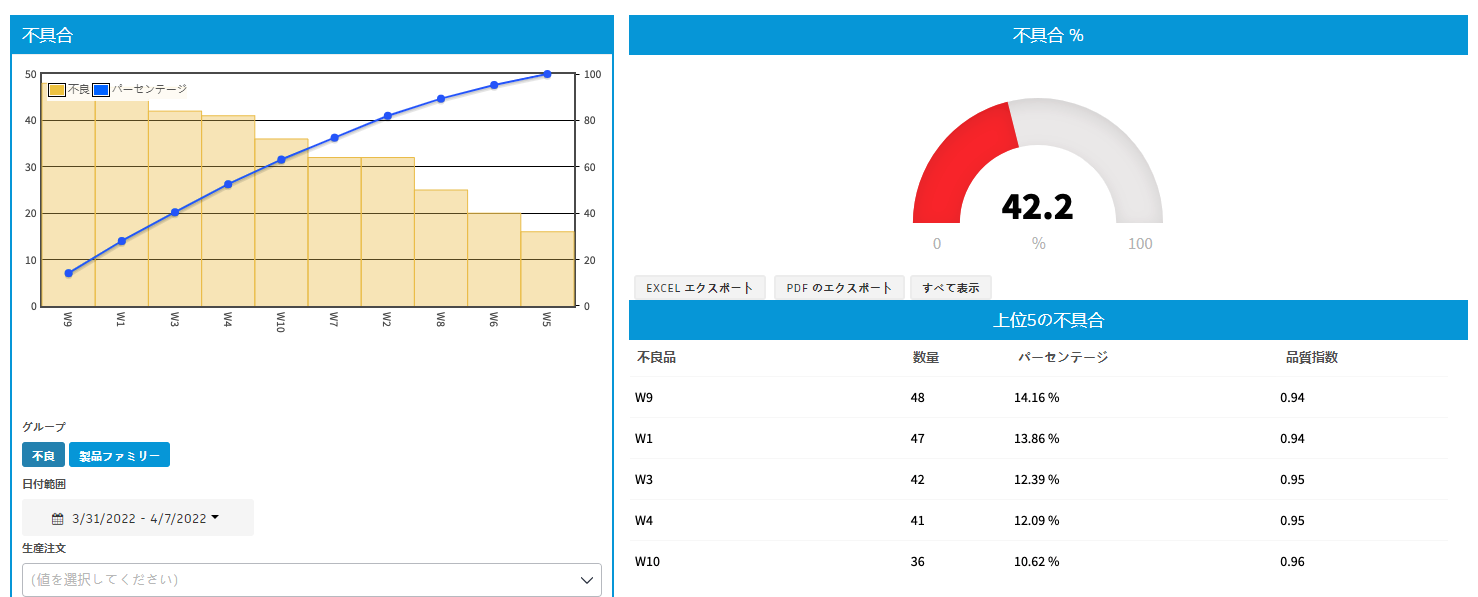 不具合
50
40
30
20
10
0
不良 パーセンテージ
100
80
60
40
20
0
W9 W1 W3 W4 W10 W7 W2 W8 W6 W5
グループ
不良 製品ファミリー
日付範囲
3/31/2022 - 4/7/2022
生産注文
(値を選択してください)
不具合 %
42.2
0 % 100
EXCEL エクスポート PDF のエクスポート すべて表示
上位5の不具合
不良品 数量 パーセンテージ 品質指数
W9 48 14.16 % 0.94
W1 47 13.86 % 0.94
W3 42 12.39 % 0.95
W4 41 12.09 % 0.95
W10 36 10.62 % 0.96